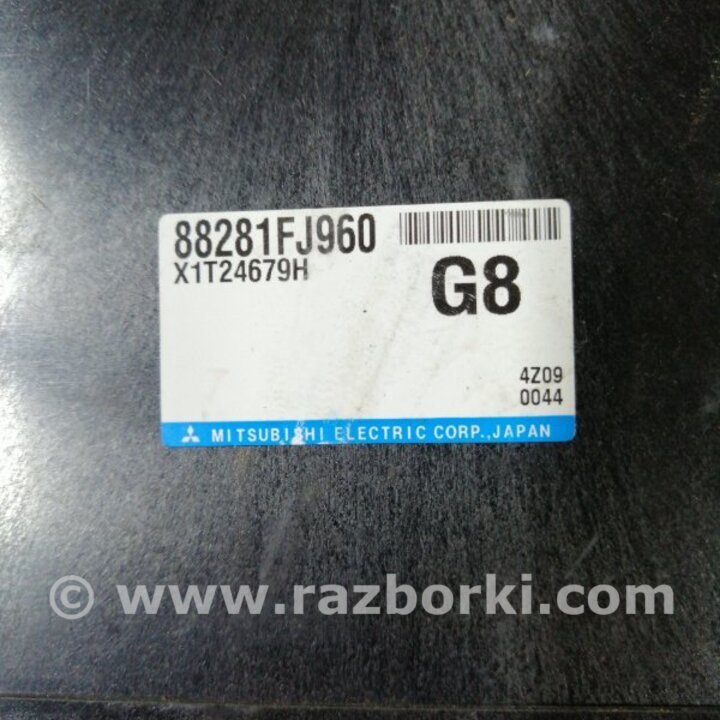 88281FJ960
X1T24679H
G8
4Z09
0044
MITSUBISHI ELECTRIC CORP., JAPAN
© www.razborki.com